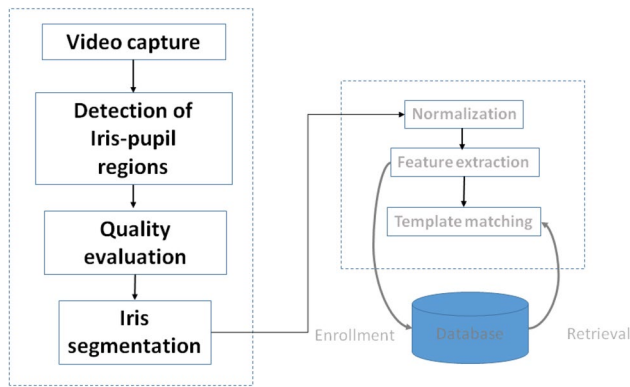 Video capture
Detection of
Iris-pupil
regions
Quality
evaluation
Iris
segmentation
Normalization
Feature extraction
Template matching
Enrollment
Database
Retrieval